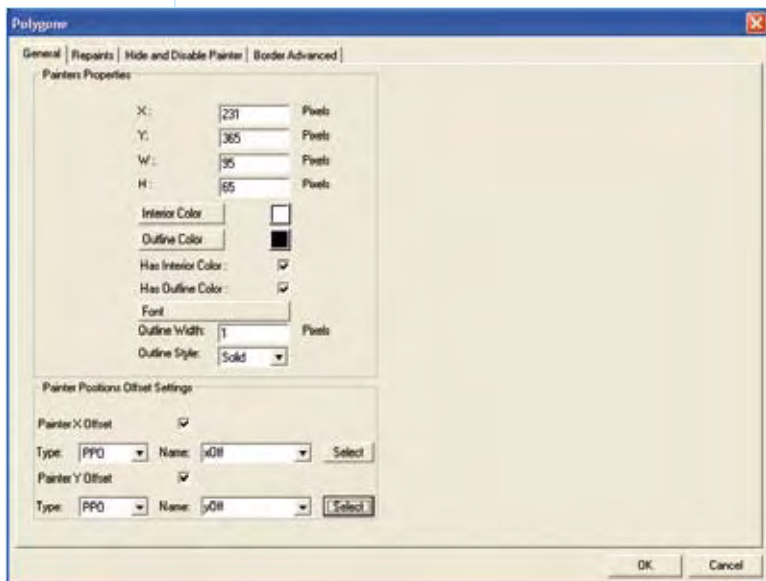 Polygone
General Repaints Hide and Disable Painter Border Advanced
Painters Properties
X: 231 Pixels
Y: 365 Pixels
W: 95 Pixels
H: 65 Pixels
Interior Color
Outline Color
Has Interior Color:
Has Outline Color:
Font
Outline Width: 1 Pixels
Outline Style: Solid
Painter Positions Offset Settings
Painter X Offset
Type: PPO Name: xOff Select
Painter Y Offset
Type: PPO Name: yOff Select
OK Cancel